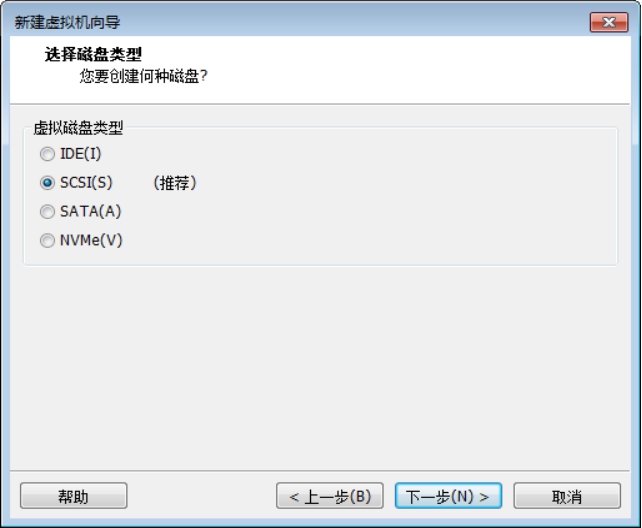 新建虚拟机向导
选择磁盘类型
您要创建何种磁盘?
虚拟磁盘类型
IDE(I)
SCSI(S) (推荐)
SATA(A)
NVMe(V)
帮助 < 上一步(B) 下一步(N) > 取消